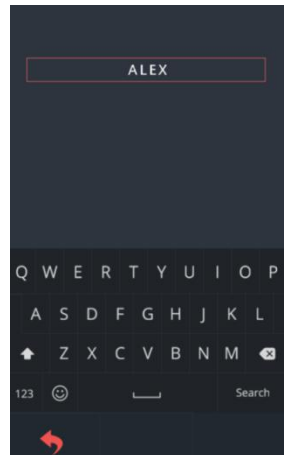 ALEX
Q W E R T Y U I O P
A S D F G H J K L
Z X C V B N M
123 Search